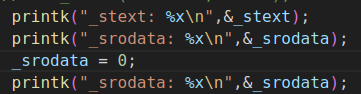 printk("_stext: %x\n",&_stext);
printk("_srodata: %x\n",&_srodata);
_srodata = 0;
printk("_srodata: %x\n",&_srodata);